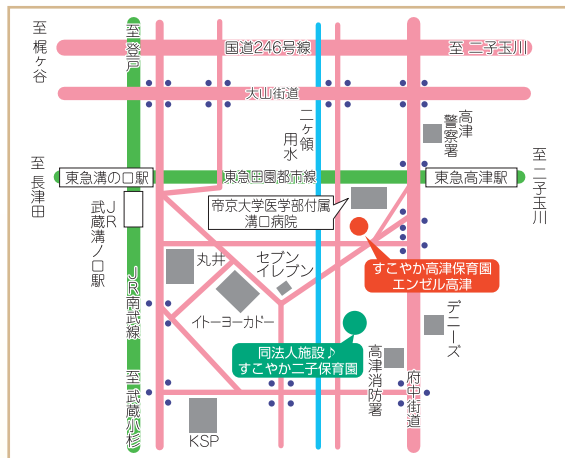 至 梶ヶ谷
至 登戸
国道246号線
至 二子玉川
大山街道
二ヶ領
用水
高津
警察署
至 長津田
東急溝の口駅
東急田園都市線
東急高津駅
至 二子玉川
JR
武蔵溝ノ口駅
帝京大学医学部付属
溝口病院
丸井
セブン
イレブン
すこやか高津保育園
エンゼル高津
イトーヨーカドー
JR南武線
デニーズ
同法人施設♪
すこやか二子保育園
高津消防署
府中街道
至 武蔵小杉
KSP